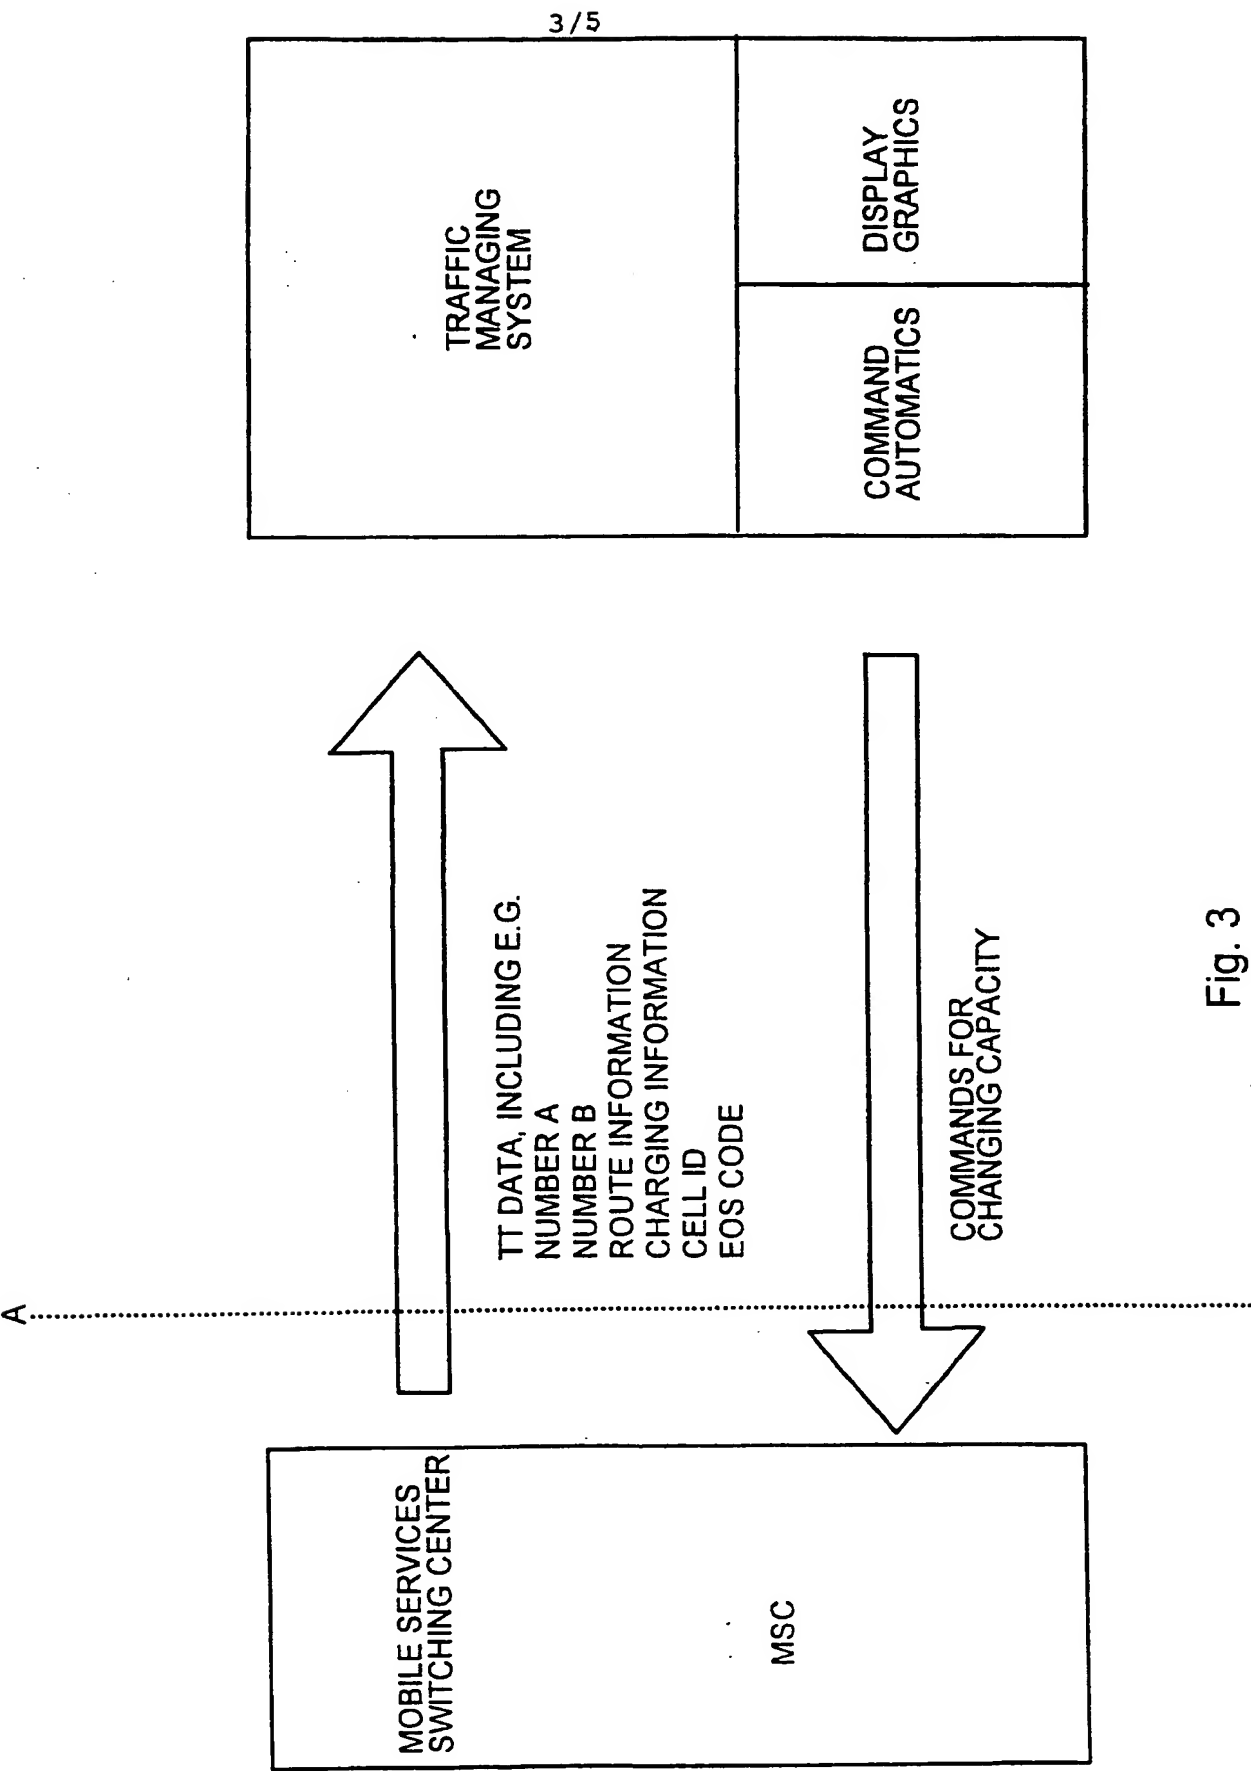 3/5
A
MOBILE SERVICES
SWITCHING CENTER
MSC
TT DATA, INCLUDING E.G.
NUMBER A
NUMBER B
ROUTE INFORMATION
CHARGING INFORMATION
CELL ID
EOS CODE
COMMANDS FOR
CHANGING CAPACITY
TRAFFIC
MANAGING
SYSTEM
COMMAND
AUTOMATICS
DISPLAY
GRAPHICS
Fig. 3